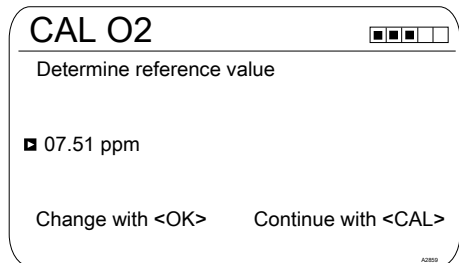 CAL O2
Determine reference value
07.51 ppm
Change with <OK> Continue with <CAL>
A2859